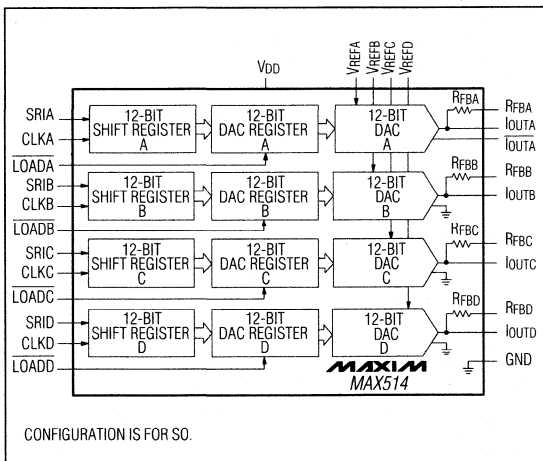 VREFA
VREFB
VREFC
VREFD
VDD
SRIA
CLKA
LOADA
12-BIT
SHIFT REGISTER
A
12-BIT
DAC REGISTER
A
12-BIT
DAC
A
RFBA
RFBA
IOUTA
IOUTA
SRIB
CLKB
LOADB
12-BIT
SHIFT REGISTER
B
12-BIT
DAC REGISTER
B
12-BIT
DAC
B
RFBB
RFBB
IOUTB
SRIC
CLKC
LOADC
12-BIT
SHIFT REGISTER
C
12-BIT
DAC REGISTER
C
12-BIT
DAC
C
RFBC
RFBC
IOUTC
SRID
CLKD
LOADD
12-BIT
SHIFT REGISTER
D
12-BIT
DAC REGISTER
D
12-BIT
DAC
D
RFBD
RFBD
IOUTD
GND
MAXIM
MAX514
CONFIGURATION IS FOR SO.